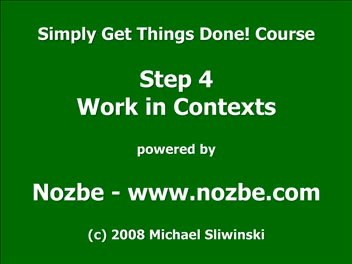 Simply Get Things Done! Course
Step 4
Work in Contexts
powered by
Nozbe - www.nozbe.com
(c) 2008 Michael Sliwinski